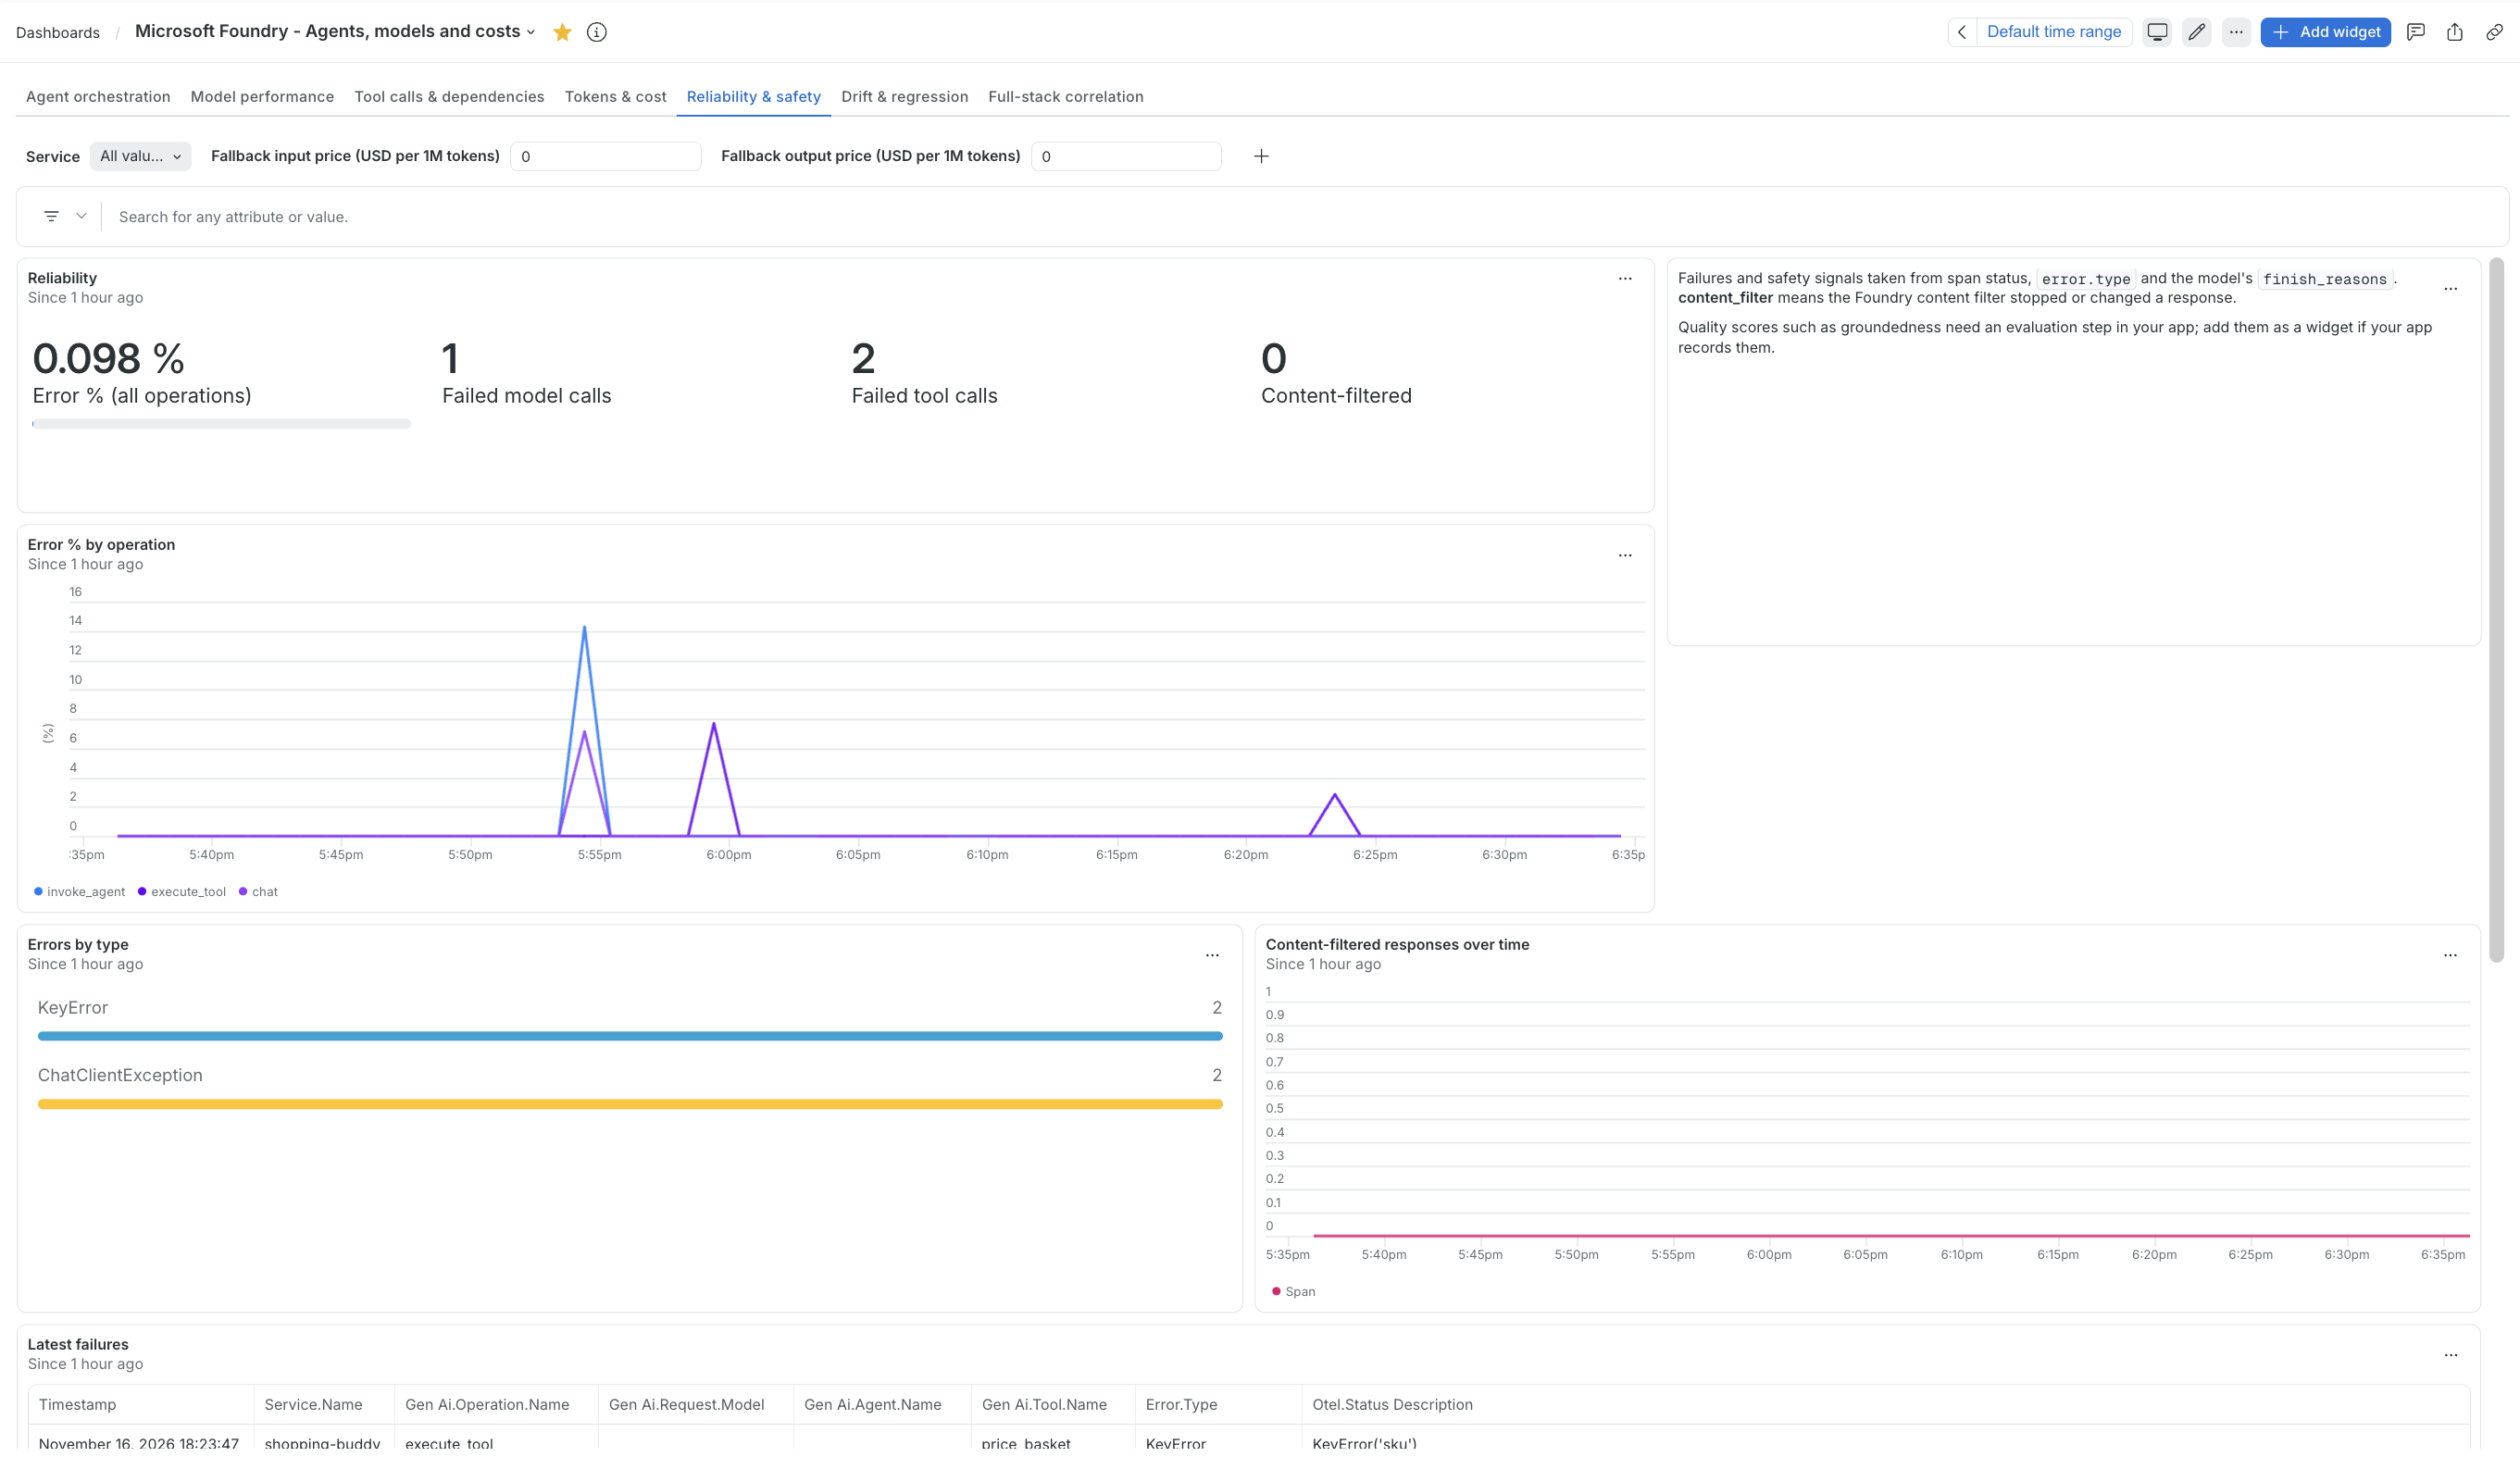 Dashboards / Microsoft Foundry - Agents, models and costs
Default time range
Add widget
Agent orchestration Model performance Tool calls & dependencies Tokens & cost Reliability & safety Drift & regression Full-stack correlation
Service All valu... Fallback input price (USD per 1M tokens) 0 Fallback output price (USD per 1M tokens) 0
Search for any attribute or value.
Reliability
Since 1 hour ago
0.098 % 1 2 0
Error % (all operations) Failed model calls Failed tool calls Content-filtered
Failures and safety signals taken from span status, error.type and the model's finish_reasons.
content_filter means the Foundry content filter stopped or changed a response.
Quality scores such as groundedness need an evaluation step in your app; add them as a widget if your app
records them.
Error % by operation
Since 1 hour ago
16
14
12
10
8
6
4
2
0
(%)
:35pm 5:40pm 5:45pm 5:50pm 5:55pm 6:00pm 6:05pm 6:10pm 6:15pm 6:20pm 6:25pm 6:30pm 6:35p
invoke_agent execute_tool chat
Errors by type
Since 1 hour ago
KeyError 2
ChatClientException 2
Content-filtered responses over time
Since 1 hour ago
1
0.9
0.8
0.7
0.6
0.5
0.4
0.3
0.2
0.1
0
5:35pm 5:40pm 5:45pm 5:50pm 5:55pm 6:00pm 6:05pm 6:10pm 6:15pm 6:20pm 6:25pm 6:30pm 6:35pm
Span
Latest failures
Since 1 hour ago
Timestamp Service.Name Gen Ai.Operation.Name Gen Ai.Request.Model Gen Ai.Agent.Name Gen Ai.Tool.Name Error.Type Otel.Status Description
November 16, 2026 18:23:47 shopping-buddy execute_tool price_basket KeyError KeyError('sku')